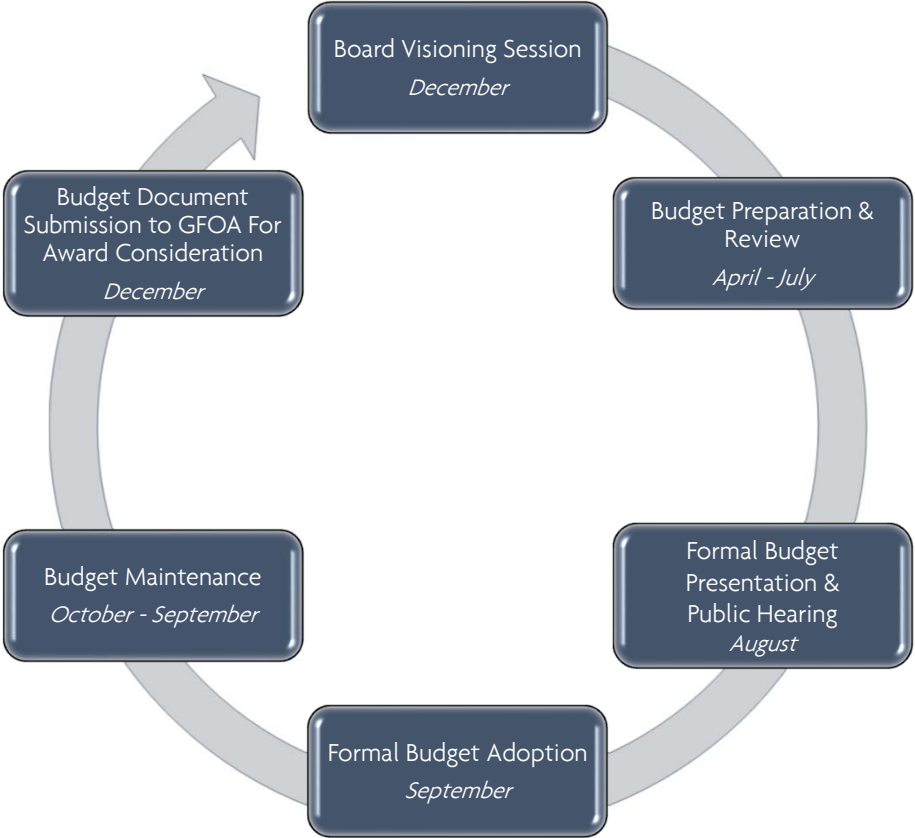 Board Visioning Session
December
Budget Preparation &
Review
April - July
Formal Budget
Presentation &
Public Hearing
August
Formal Budget Adoption
September
Budget Maintenance
October - September
Budget Document
Submission to GFOA For
Award Consideration
December